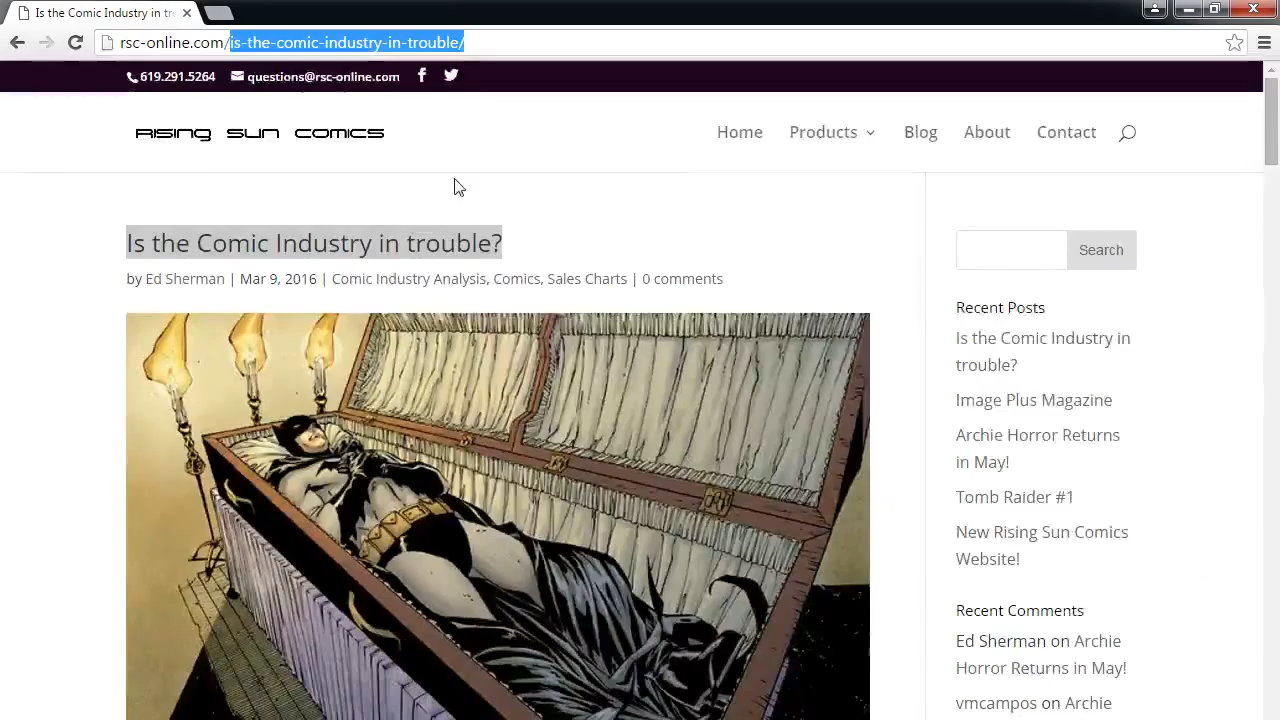 Is the Comic Industry in tr
rsc-online.com/is-the-comic-industry-in-trouble/
619.291.5264 questions@rsc-online.com
RISING SUN COMICS
Home Products Blog About Contact
Is the Comic Industry in trouble?
by Ed Sherman | Mar 9, 2016 | Comic Industry Analysis, Comics, Sales Charts | 0 comments
Search
Recent Posts
Is the Comic Industry in
trouble?
Image Plus Magazine
Archie Horror Returns
in May!
Tomb Raider #1
New Rising Sun Comics
Website!
Recent Comments
Ed Sherman on Archie
Horror Returns in May!
vmcampos on Archie